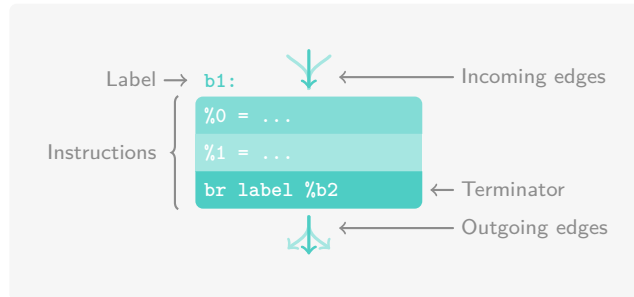 Label
b1:
Incoming edges
%0 = ...
Instructions
%1 = ...
br label %b2
Terminator
Outgoing edges